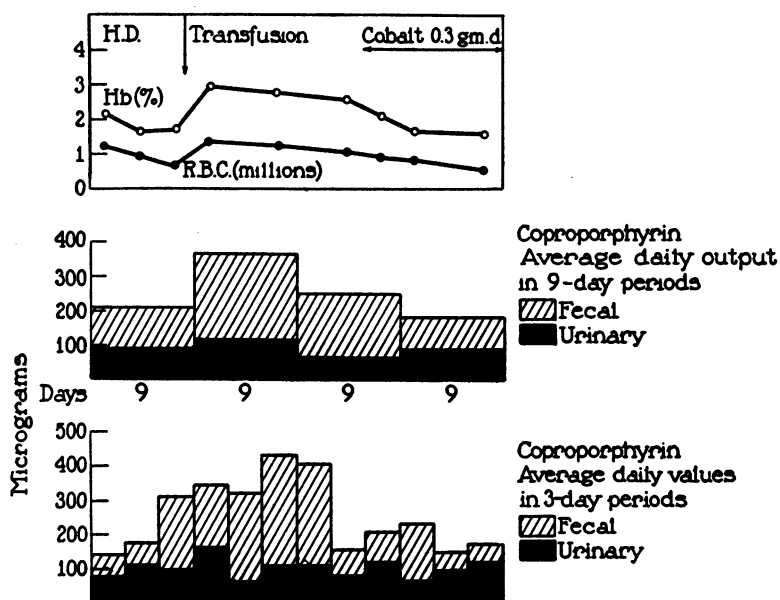 H.D. Transfusion Cobalt 0.3 gm.d.
4
3
Hb(%)
2
1
R.B.C.(millions)
0
400
300
200
100
Coproporphyrin
Average daily output
in 9-day periods
Fecal
Urinary
Days 9 9 9 9
Micrograms
500
400
300
200
100
Coproporphyrin
Average daily values
in 3-day periods
Fecal
Urinary